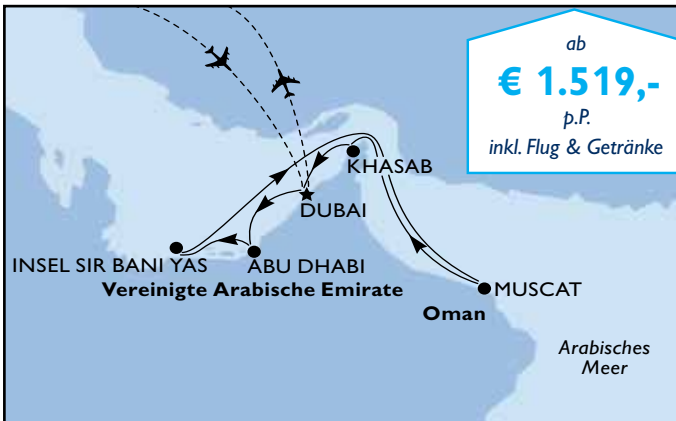 ab
€ 1.519,-
p.P.
inkl. Flug & Getränke
KHASAB
DUBAI
INSEL SIR BANI YAS
ABU DHABI
Vereinigte Arabische Emirate
MUSCAT
Oman
Arabisches
Meer